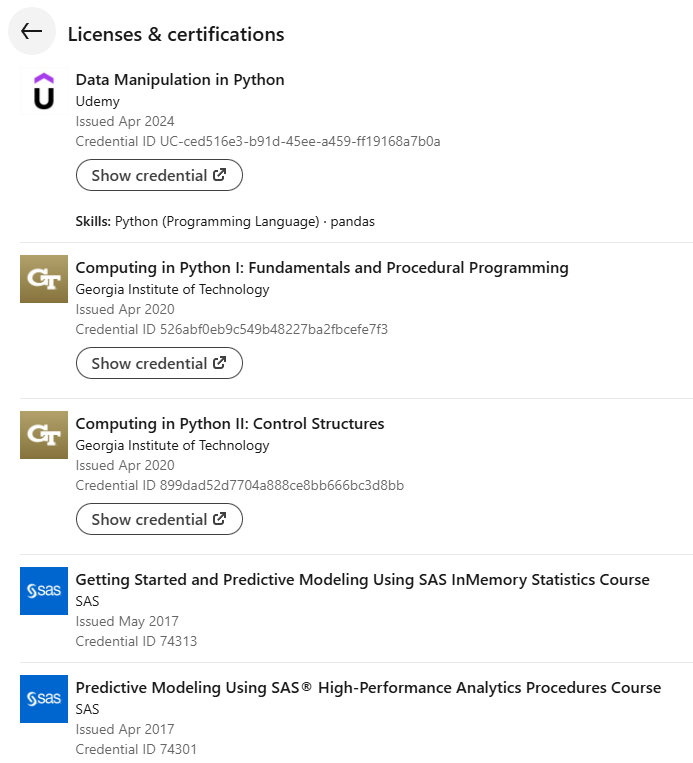 Licenses & certifications
Data Manipulation in Python
Udemy
Issued Apr 2024
Credential ID UC-ced516e3-b91d-45ee-a459-ff19168a7b0a
Show credential
Skills: Python (Programming Language) · pandas
GT
Computing in Python I: Fundamentals and Procedural Programming
Georgia Institute of Technology
Issued Apr 2020
Credential ID 526abf0eb9c549b48227ba2fbcefe7f3
Show credential
GT
Computing in Python II: Control Structures
Georgia Institute of Technology
Issued Apr 2020
Credential ID 899dad52d7704a888ce8bb666bc3d8bb
Show credential
sas
Getting Started and Predictive Modeling Using SAS InMemory Statistics Course
SAS
Issued May 2017
Credential ID 74313
sas
Predictive Modeling Using SAS® High-Performance Analytics Procedures Course
SAS
Issued Apr 2017
Credential ID 74301